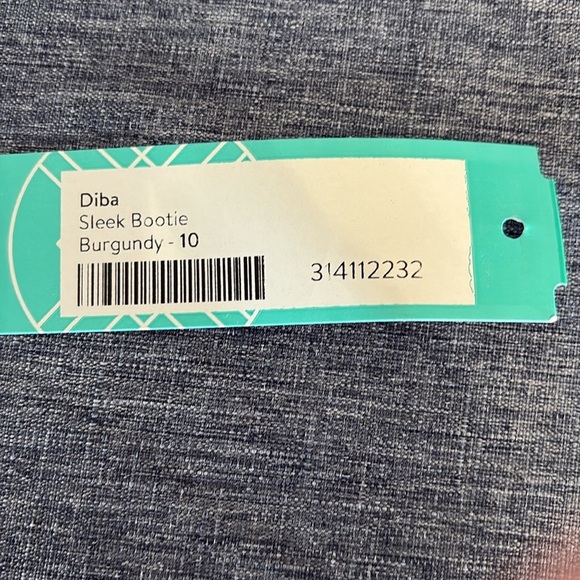 Diba
Sleek Bootie
Burgundy - 10
314112232